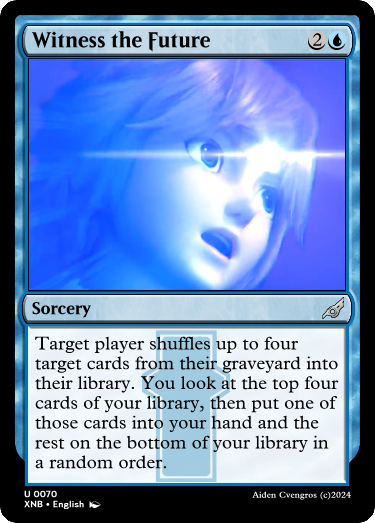 Witness the Future 2
Sorcery
Target player shuffles up to four
target cards from their graveyard into
their library. You look at the top four
cards of your library, then put one of
those cards into your hand and the
rest on the bottom of your library in
a random order.
U 0070
XNB • English Aiden Cvengros (c)2024